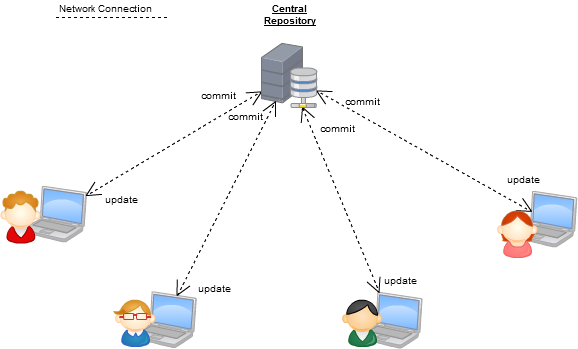 Network Connection
Central
Repository
commit
commit
commit
commit
update
update
update
update